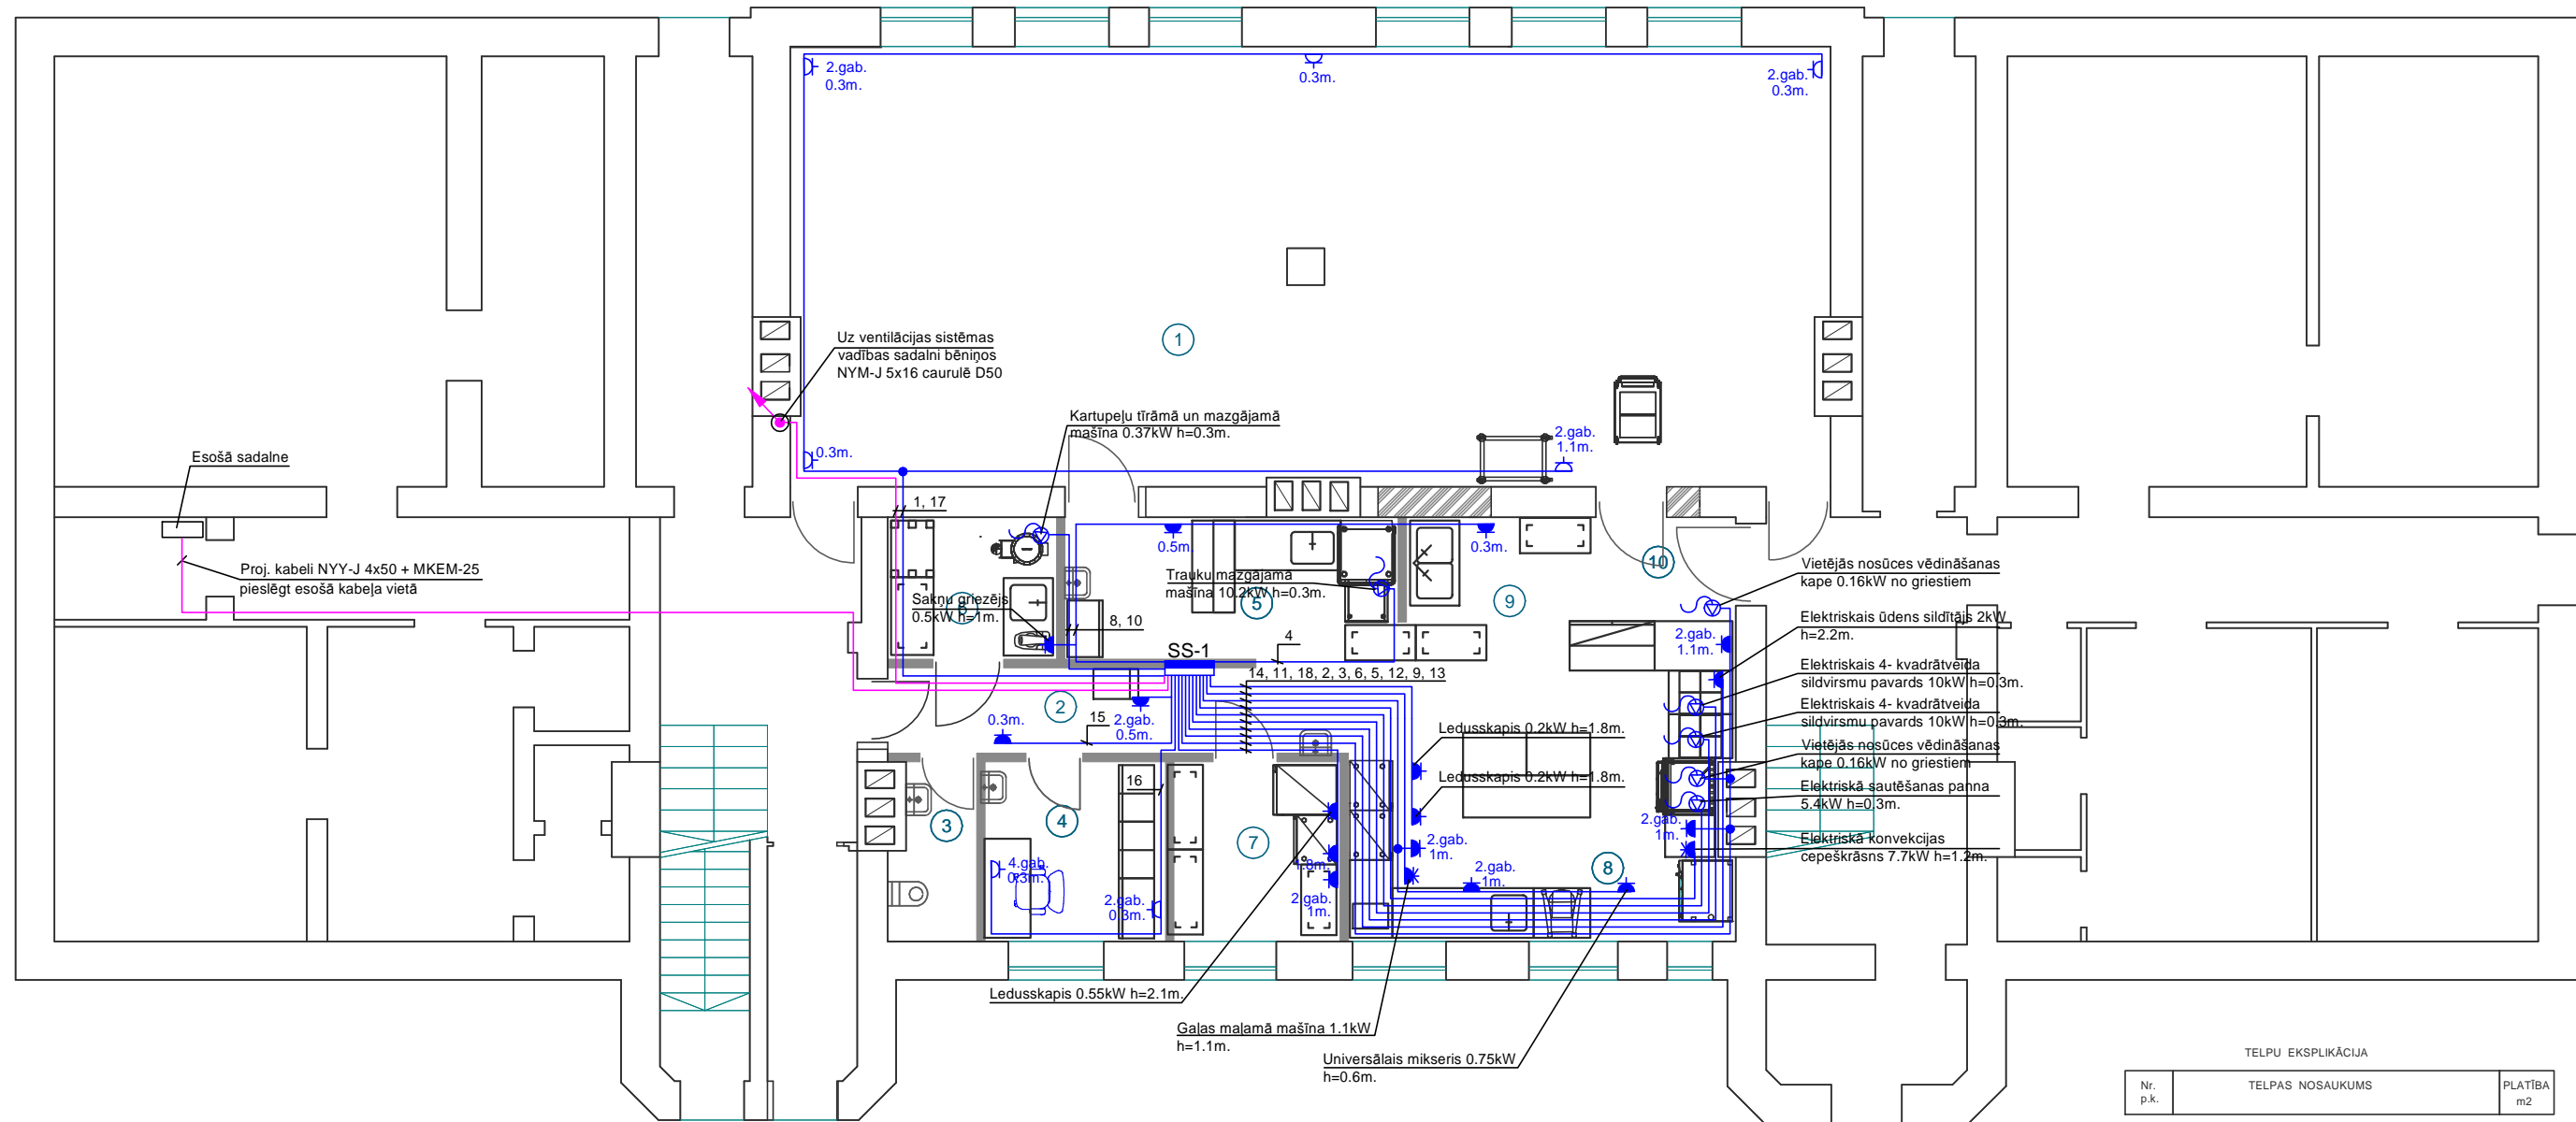 2.gab.
0.3m.
0.3m.
2.gab.
0.3m.
1
Uz ventilācijas sistēmas
vadības sadalni bēniņos
NYM-J 5x16 caurulē D50
Kartupeļu tīrāmā un mazgājamā
mašīna 0.37kW h=0.3m.
2.gab.
1.1m.
0.3m.
Esošā sadalne
1, 17
Proj. kabeli NYY-J 4x50 + MKEM-25
pieslēgt esošā kabeļa vietā
0.5m.
0.3m.
10
Trauku mazgājamā
mašīna 10.2kW h=0.3m.
Sakņu griezējs
0.5kW h=1m.
6
5
9
8, 10
4
SS-1
14, 11, 18, 2, 3, 6, 5, 12, 9, 13
Vietējās nosūces vēdināšanas
kape 0.16kW no griestiem
Elektriskais ūdens sildītājs 2kW
h=2.2m.
2.gab.
1.1m.
Elektriskais 4- kvadrātveida
sildvirsmu pavards 10kW h=0.3m.
Elektriskais 4- kvadrātveida
sildvirsmu pavards 10kW h=0.3m.
Vietējās nosūces vēdināšanas
kape 0.16kW no griestiem
Elektriskā sautēšanas panna
5.4kW h=0.3m.
Elektriskā konvekcijas
cepeškrāsns 7.7kW h=1.2m.
2
0.3m.
15
2.gab.
0.5m.
Ledusskapis 0.2kW h=1.8m.
Ledusskapis 0.2kW h=1.8m.
16
3
4
7
8
2.gab.
1m.
2.gab.
1m.
2.gab.
1m.
4.gab.
0.3m.
1.8m.
2.gab.
1m.
2.gab.
0.3m.
Ledusskapis 0.55kW h=2.1m.
Gaļas maļamā mašīna 1.1kW
h=1.1m.
Universālais mikseris 0.75kW
h=0.6m.
TELPU EKSPLIKĀCIJA
Nr.
p.k.
TELPAS NOSAUKUMS
PLATĪBA
m2